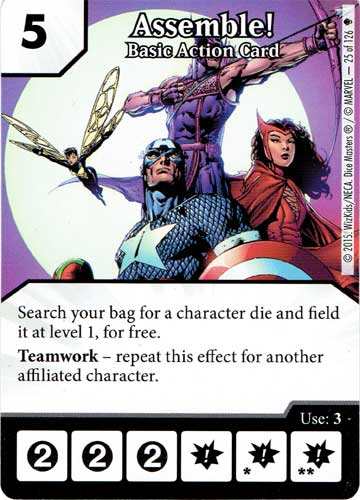 5
Assemble!
Basic Action Card
© 2015 WizKids/NECA. Dice Masters ® / © MARVEL — 25 of 126
Search your bag for a character die and field
it at level 1, for free.
Teamwork – repeat this effect for another
affiliated character.
Use: 3
2 2 2 ! ! !
* **